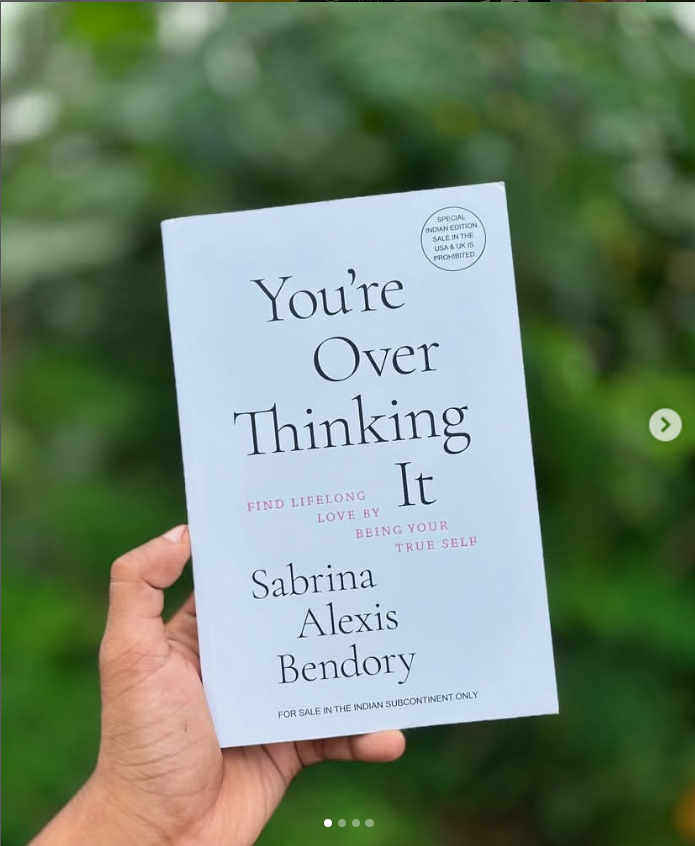 SPECIAL
INDIAN EDITION.
SALE IN THE
USA & UK IS
PROHIBITED.
You're
Over
Thinking
It
FIND LIFELONG
LOVE BY
BEING YOUR
TRUE SELF
Sabrina
Alexis
Bendory
FOR SALE IN THE INDIAN SUBCONTINENT ONLY